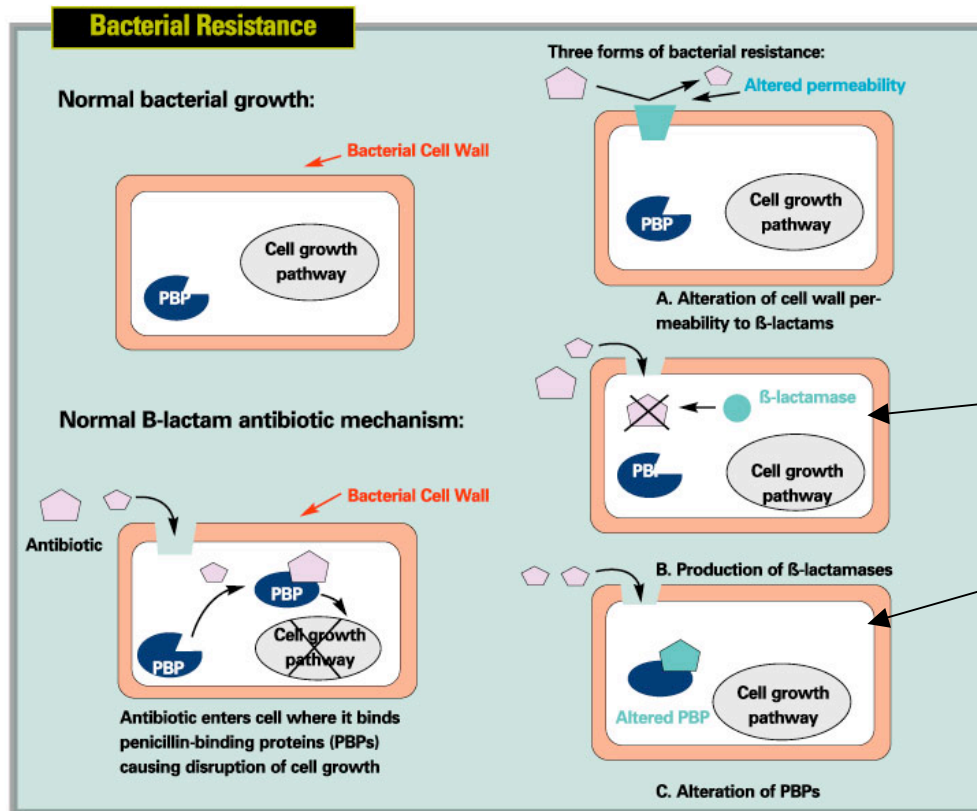 Bacterial Resistance
Normal bacterial growth:
Bacterial Cell Wall
PBP
Cell growth
pathway
Normal B-lactam antibiotic mechanism:
Bacterial Cell Wall
Antibiotic
PBP
PBP
Cell growth
pathway
Antibiotic enters cell where it binds
penicillin-binding proteins (PBPs)
causing disruption of cell growth
Three forms of bacterial resistance:
Altered permeability
PBP
Cell growth
pathway
A. Alteration of cell wall per-
meability to ß-lactams
ß-lactamase
PBP
Cell growth
pathway
B. Production of ß-lactamases
Altered PBP
Cell growth
pathway
C. Alteration of PBPs